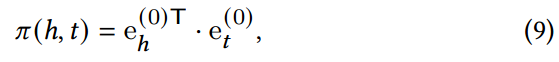 π(h, t) = e_h^{(0)⊤} · e_t^{(0)}, (9)